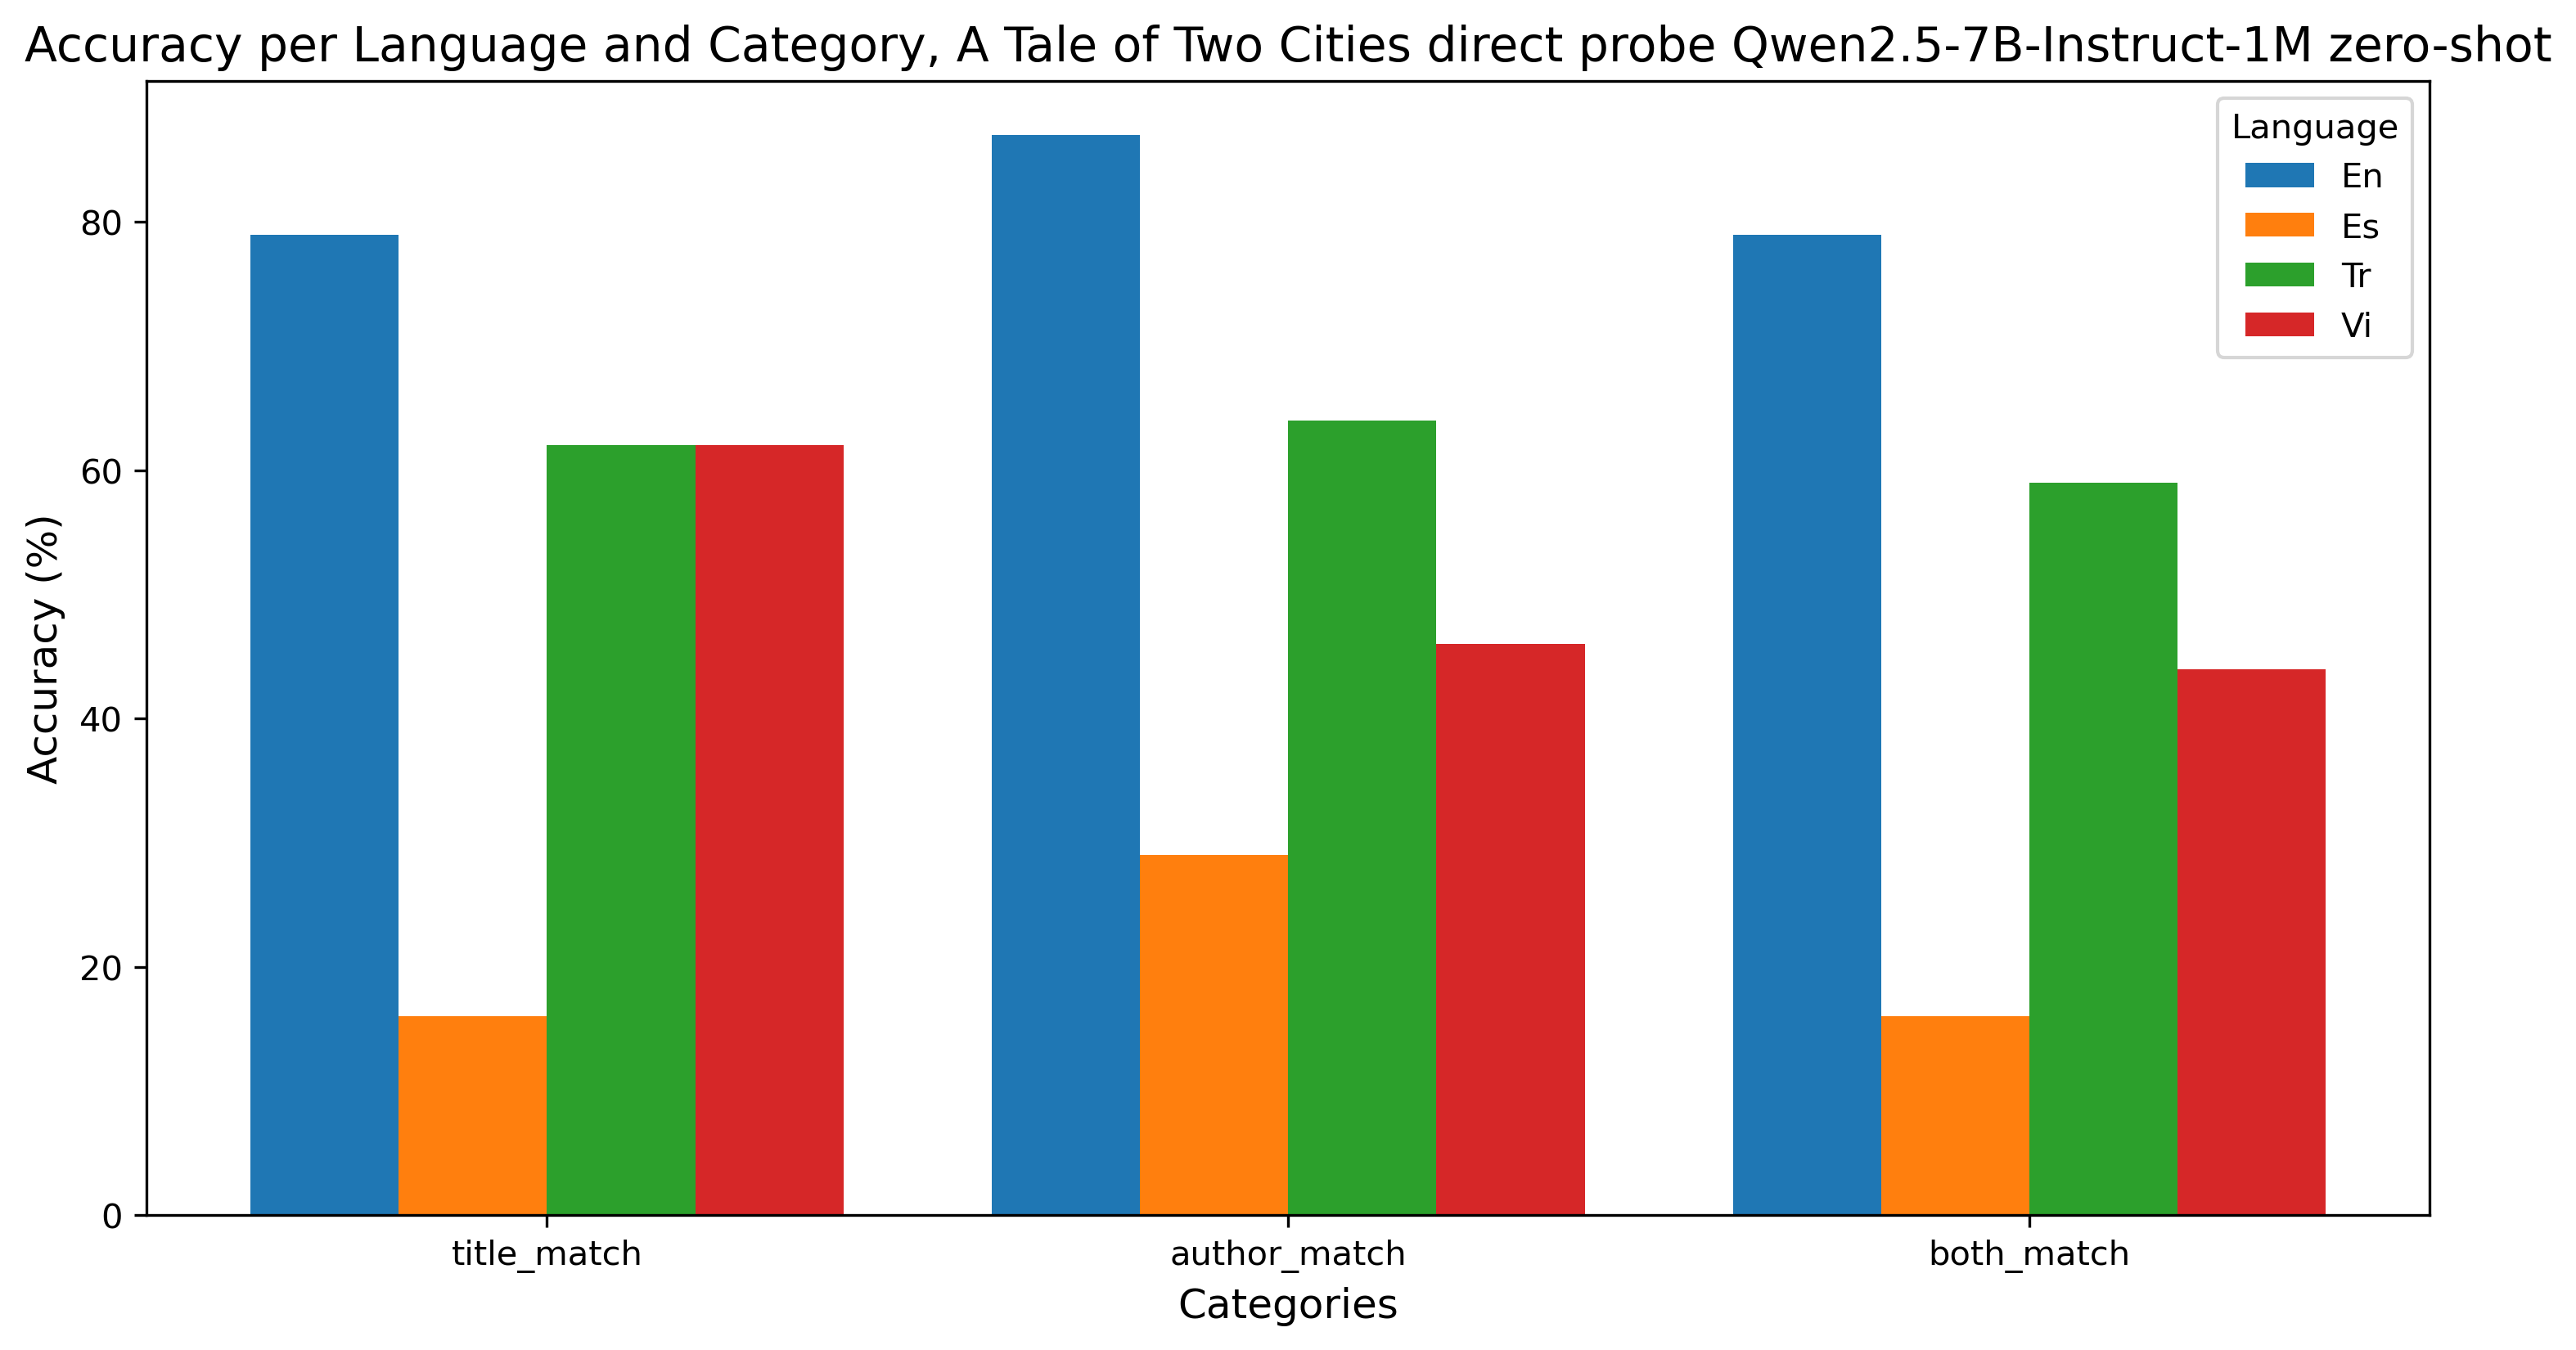 Accuracy per Language and Category, A Tale of Two Cities direct probe Qwen2.5-7B-Instruct-1M zero-shot
Language
En
Es
Tr
Vi
Accuracy (%)
80
60
40
20
0
title_match author_match both_match
Categories